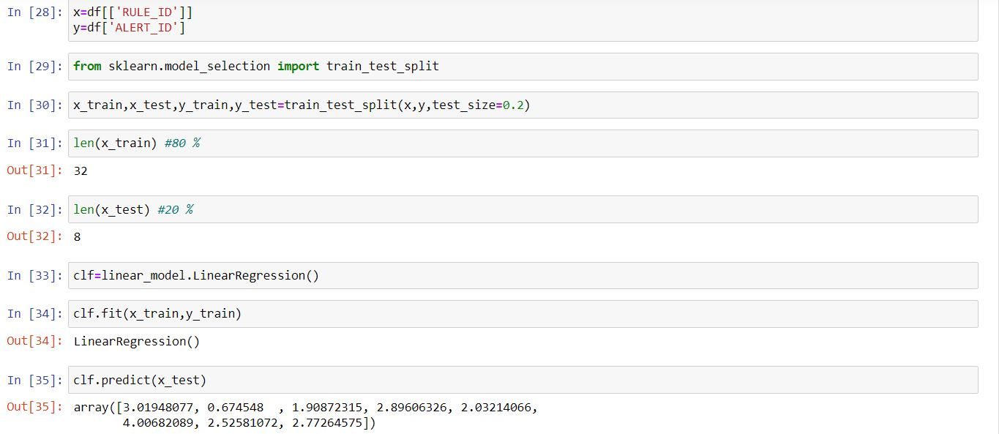 In [28]: x=df[['RULE_ID']]
y=df['ALERT_ID']
In [29]: from sklearn.model_selection import train_test_split
In [30]: x_train,x_test,y_train,y_test=train_test_split(x,y,test_size=0.2)
In [31]: len(x_train) #80 %
Out[31]: 32
In [32]: len(x_test) #20 %
Out[32]: 8
In [33]: clf=linear_model.LinearRegression()
In [34]: clf.fit(x_train,y_train)
Out[34]: LinearRegression()
In [35]: clf.predict(x_test)
Out[35]: array([3.01948077, 0.674548  , 1.90872315, 2.89606326, 2.03214066,
4.00682089, 2.52581072, 2.77264575])